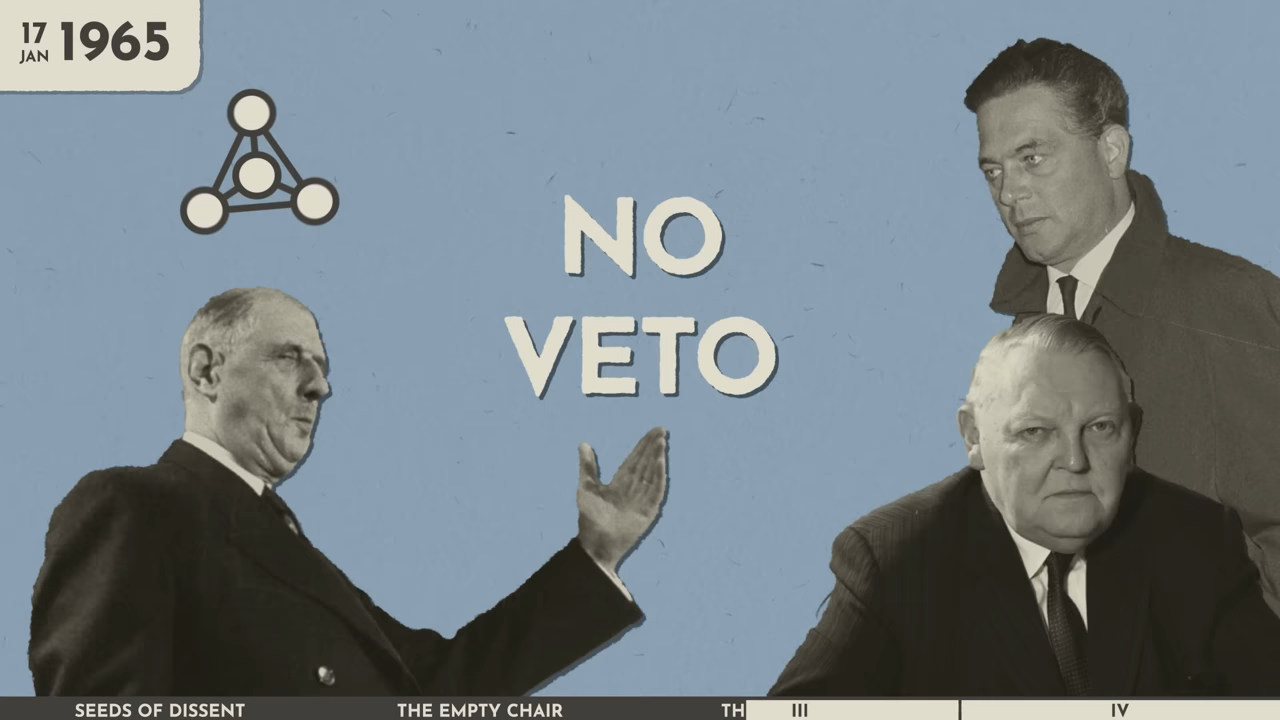 17
JAN 1965
NO
VETO
SEEDS OF DISSENT THE EMPTY CHAIR TH III IV